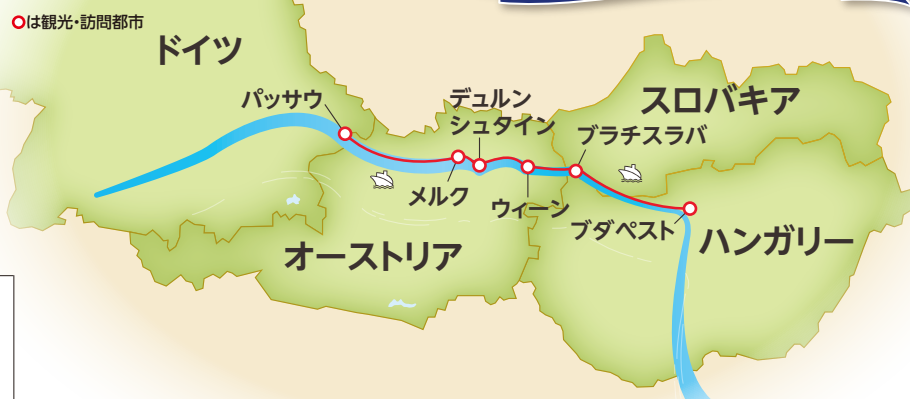 は観光・訪問都市
ドイツ
パッサウ
デュルン
シュタイン
スロバキア
ブラチスラバ
メルク
ウィーン
ブダペスト
ハンガリー
オーストリア